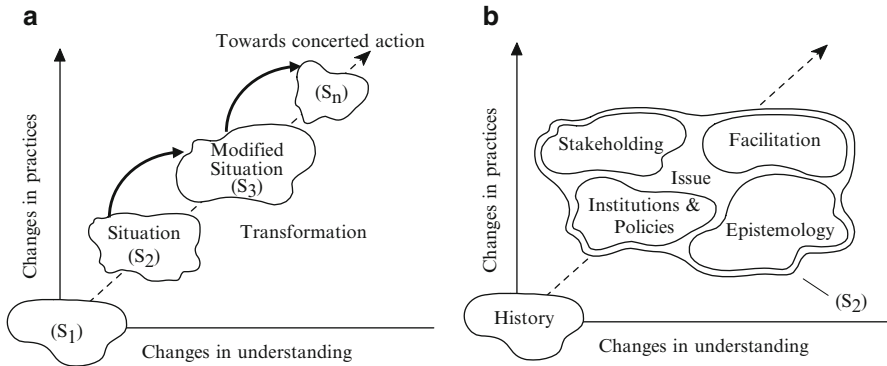 a
Towards concerted action
(Sn)
Modified
Situation
(S3)
Situation
(S2)
Transformation
(S1)
Changes in practices
Changes in understanding
b
Stakeholding
Facilitation
Issue
Institutions &
Policies
Epistemology
(S2)
History
Changes in practices
Changes in understanding